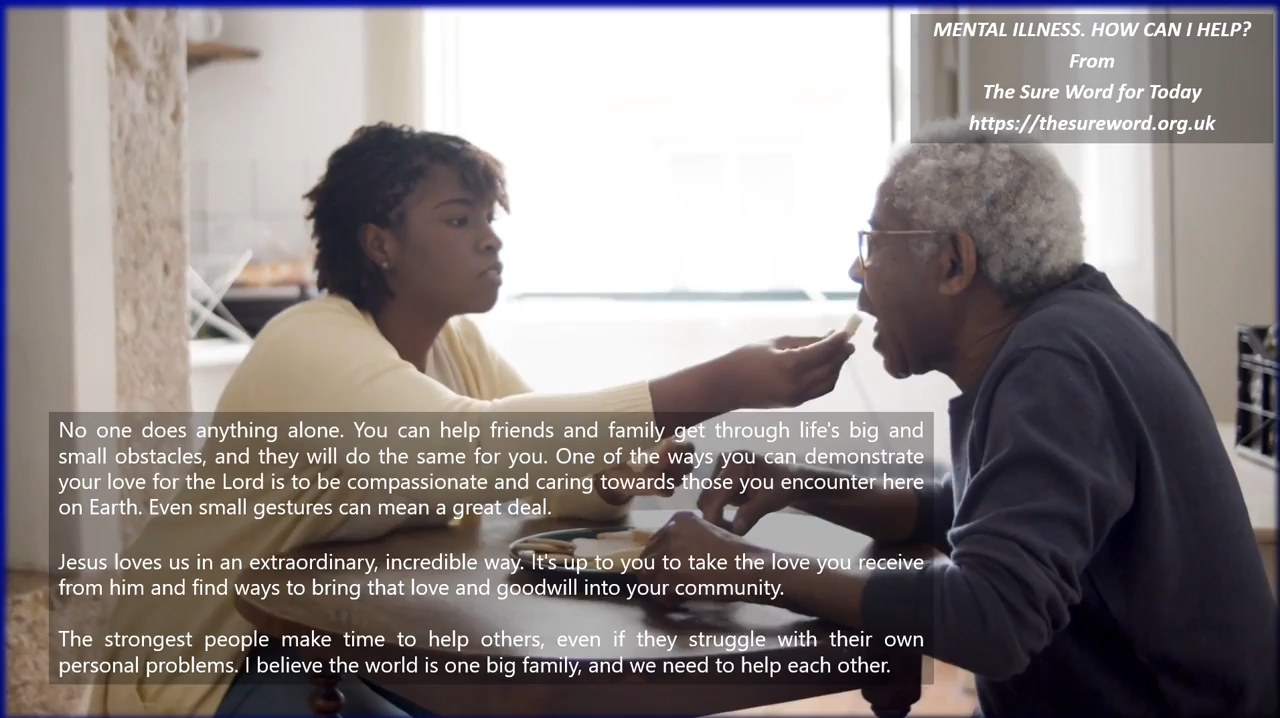 MENTAL ILLNESS. HOW CAN I HELP?
From
The Sure Word for Today
https://thesureword.org.uk
No one does anything alone. You can help friends and family get through life's big and
small obstacles, and they will do the same for you. One of the ways you can demonstrate
your love for the Lord is to be compassionate and caring towards those you encounter here
on Earth. Even small gestures can mean a great deal.
Jesus loves us in an extraordinary, incredible way. It's up to you to take the love you receive
from him and find ways to bring that love and goodwill into your community.
The strongest people make time to help others, even if they struggle with their own
personal problems. I believe the world is one big family, and we need to help each other.